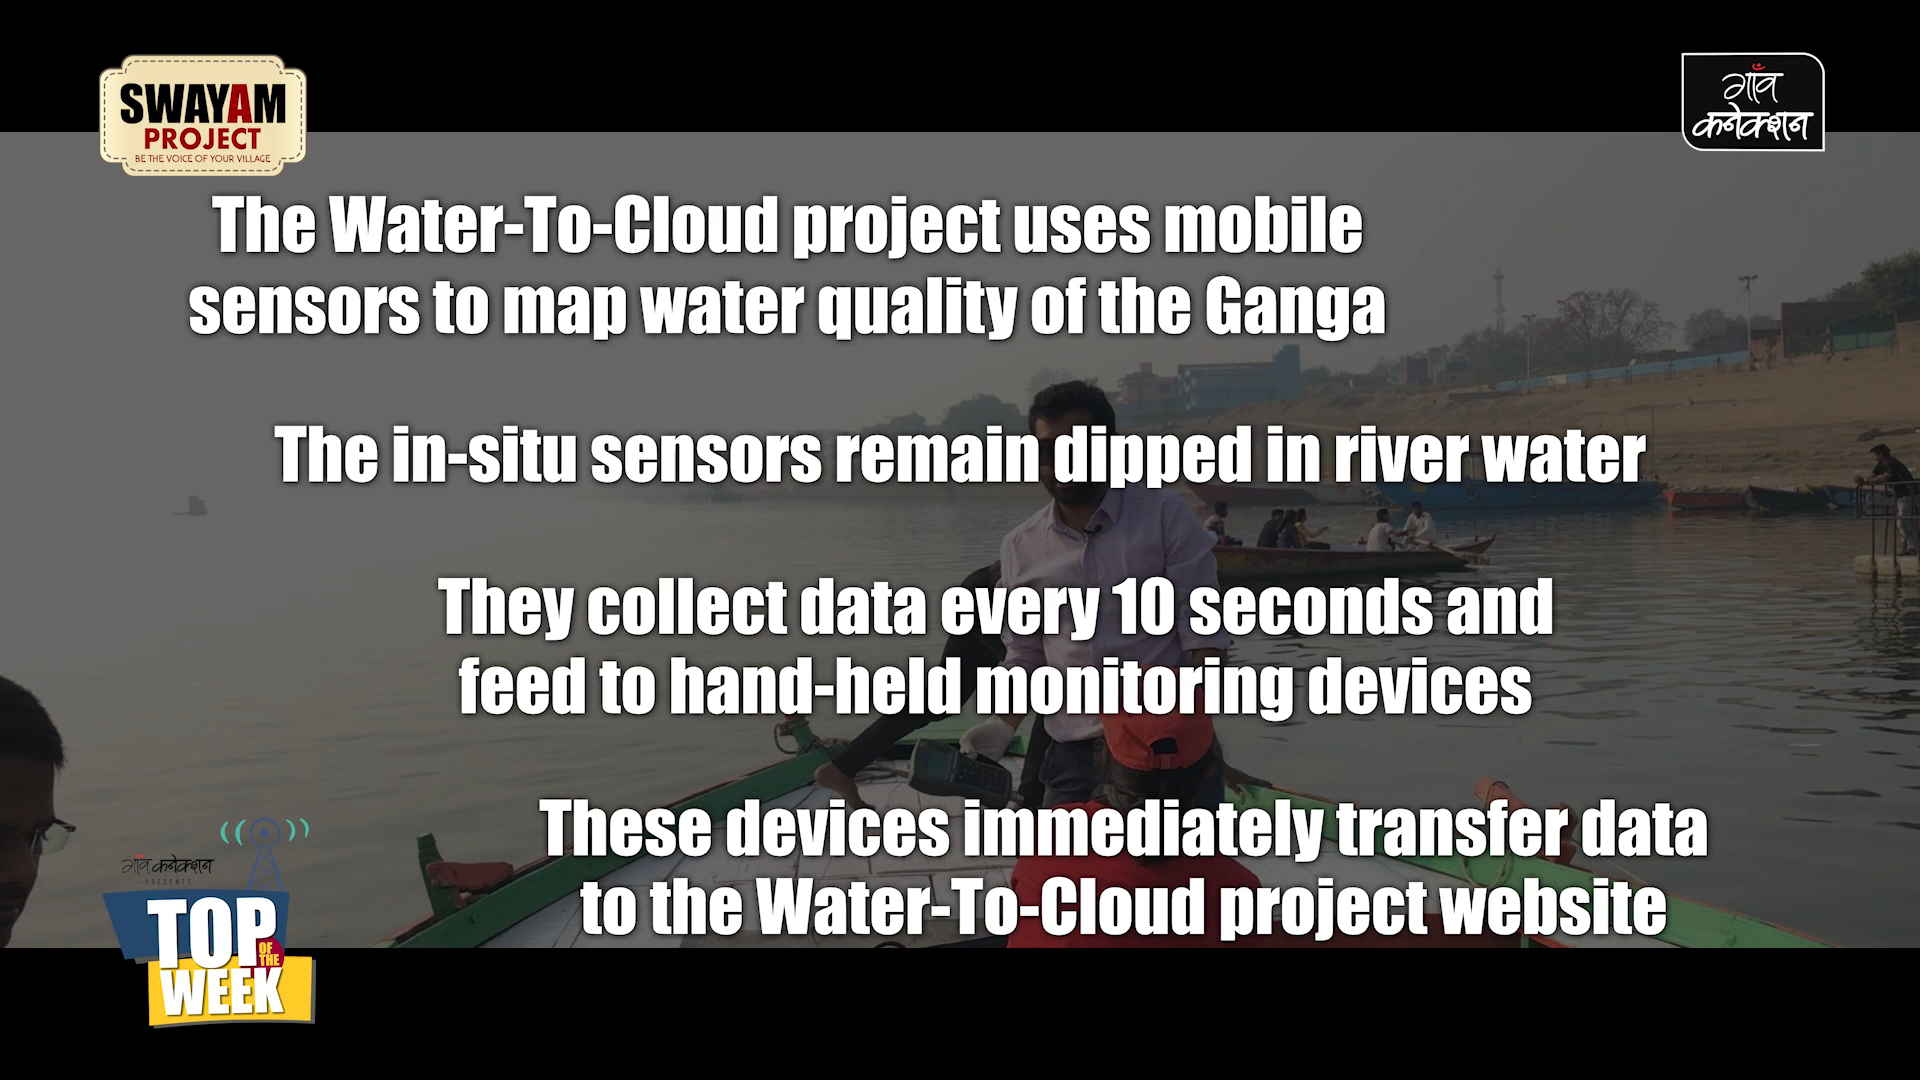 SWAYAM
PROJECT
BE THE VOICE OF YOUR VILLAGE
गाँव
कनेक्शन
The Water-To-Cloud project uses mobile
sensors to map water quality of the Ganga
The in-situ sensors remain dipped in river water
They collect data every 10 seconds and
feed to hand-held monitoring devices
These devices immediately transfer data
to the Water-To-Cloud project website
गाँव कनेक्शन
PRESENTS
TOP
OF
THE
WEEK